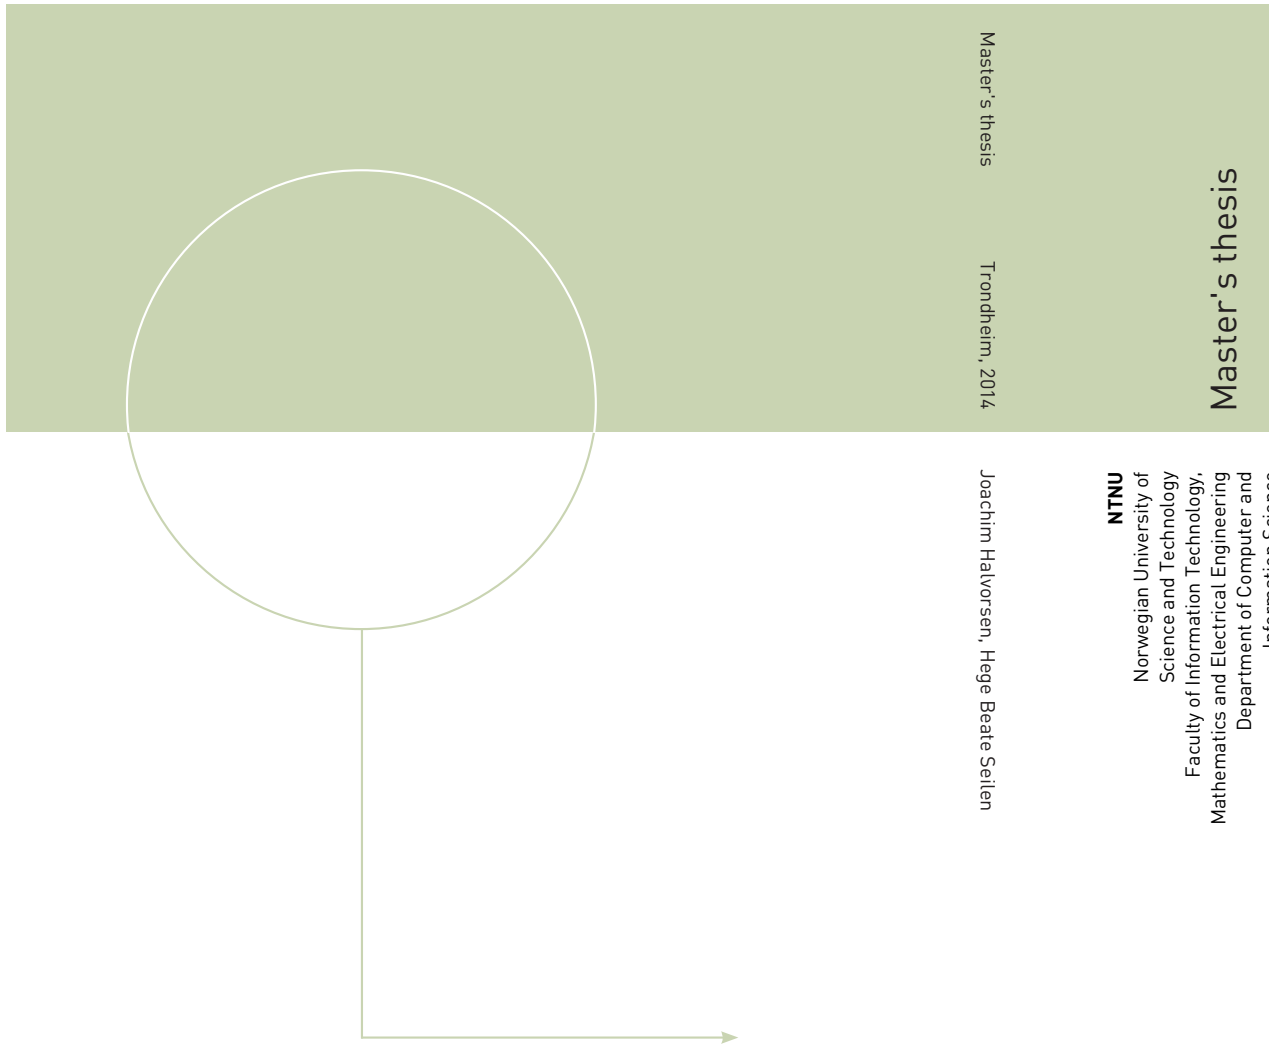 Master's thesis
Trondheim, 2014
Joachim Halvorsen, Hege Beate Seilen
Master's thesis
NTNU
Norwegian University of
Science and Technology
Faculty of Information Technology,
Mathematics and Electrical Engineering
Department of Computer and